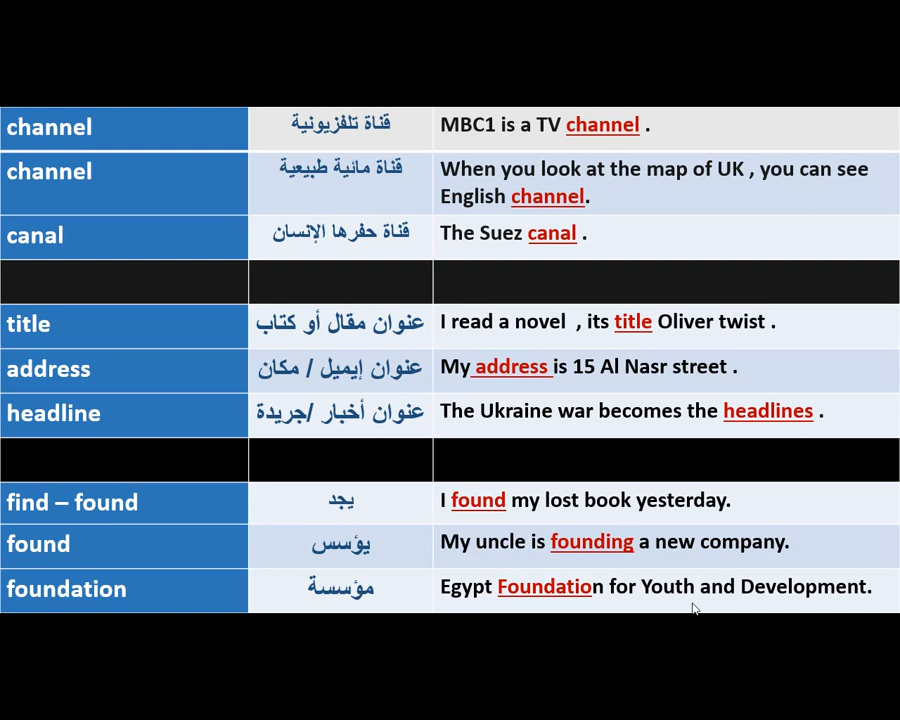 channel
قناة تلفزيونية
MBC1 is a TV channel .
channel
قناة مائية طبيعية
When you look at the map of UK , you can see
English channel.
canal
قناة حفرها الإنسان
The Suez canal .
title
عنوان مقال أو كتاب
I read a novel , its title Oliver twist .
address
عنوان إيميل / مكان
My address is 15 Al Nasr street .
headline
عنوان أخبار /جريدة
The Ukraine war becomes the headlines .
find – found
يجد
I found my lost book yesterday.
found
يؤسس
My uncle is founding a new company.
foundation
مؤسسة
Egypt Foundation for Youth and Development.